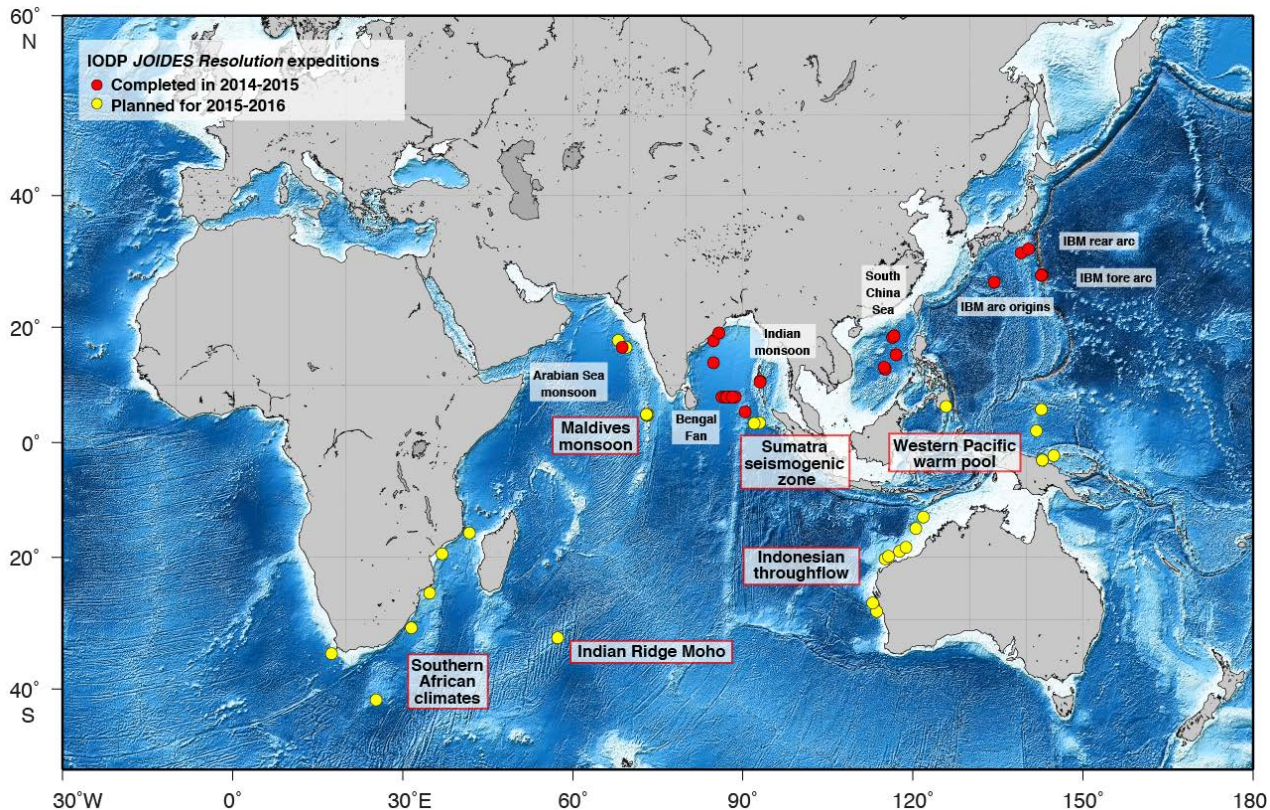 60°
N
IODP JOIDES Resolution expeditions
Completed in 2014-2015
Planned for 2015-2016
40°
IBM rear arc
South
China
Sea
IBM fore arc
IBM arc origins
20°
Indian
monsoon
Arabian Sea
monsoon
Maldives
monsoon
Bengal
Fan
0°
Sumatra
seismogenic
zone
Western Pacific
warm pool
20°
Indonesian
throughflow
Indian Ridge Moho
Southern
African
climates
40°
S
30°W
0°
30°E
60°
90°
120°
150°
180°